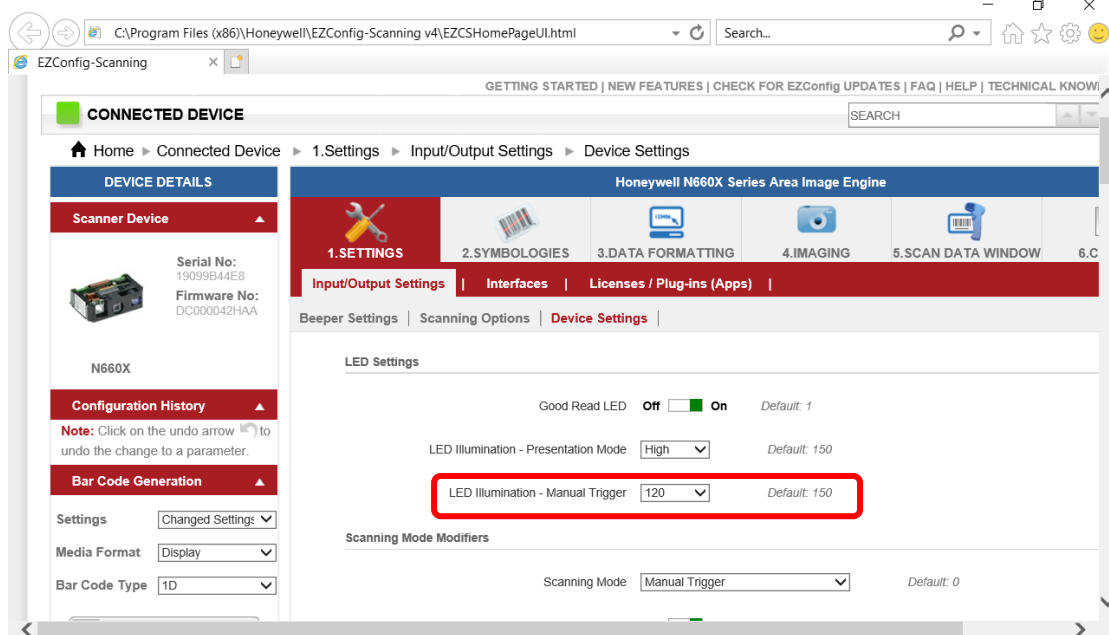 C:\Program Files (x86)\Honeywell\EZConfig-Scanning v4\EZCSHomePageUI.html
Search...
EZConfig-Scanning
GETTING STARTED | NEW FEATURES | CHECK FOR EZConfig UPDATES | FAQ | HELP | TECHNICAL KNOW
CONNECTED DEVICE
SEARCH
Home ▶ Connected Device ▶ 1.Settings ▶ Input/Output Settings ▶ Device Settings
DEVICE DETAILS
Honeywell N660X Series Area Image Engine
Scanner Device
Serial No:
19099B44E8
Firmware No:
DC000042HAA
N660X
1.SETTINGS 2.SYMBOLOGIES 3.DATA FORMATTING 4.IMAGING 5.SCAN DATA WINDOW 6.C
Input/Output Settings | Interfaces | Licenses / Plug-ins (Apps) |
Beeper Settings | Scanning Options | Device Settings |
LED Settings
Good Read LED Off On Default: 1
LED Illumination - Presentation Mode High Default: 150
LED Illumination - Manual Trigger 120 Default: 150
Scanning Mode Modifiers
Scanning Mode Manual Trigger Default: 0
Configuration History
Note: Click on the undo arrow to
undo the change to a parameter.
Bar Code Generation
Settings Changed Settings
Media Format Display
Bar Code Type 1D